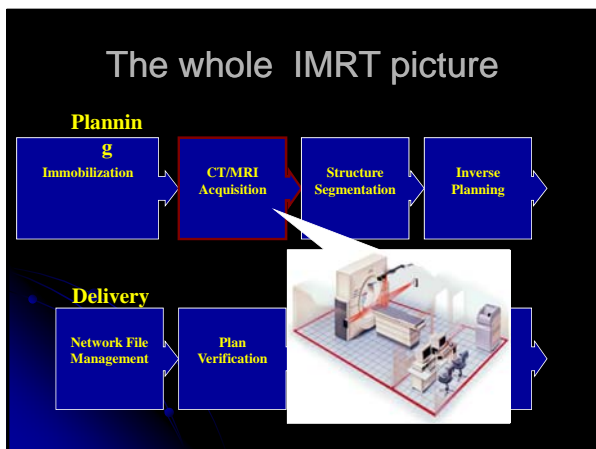 The whole IMRT picture
Plannin
g
Immobilization
CT/MRI
Acquisition
Structure
Segmentation
Inverse
Planning
Delivery
Network File
Management
Plan
Verification